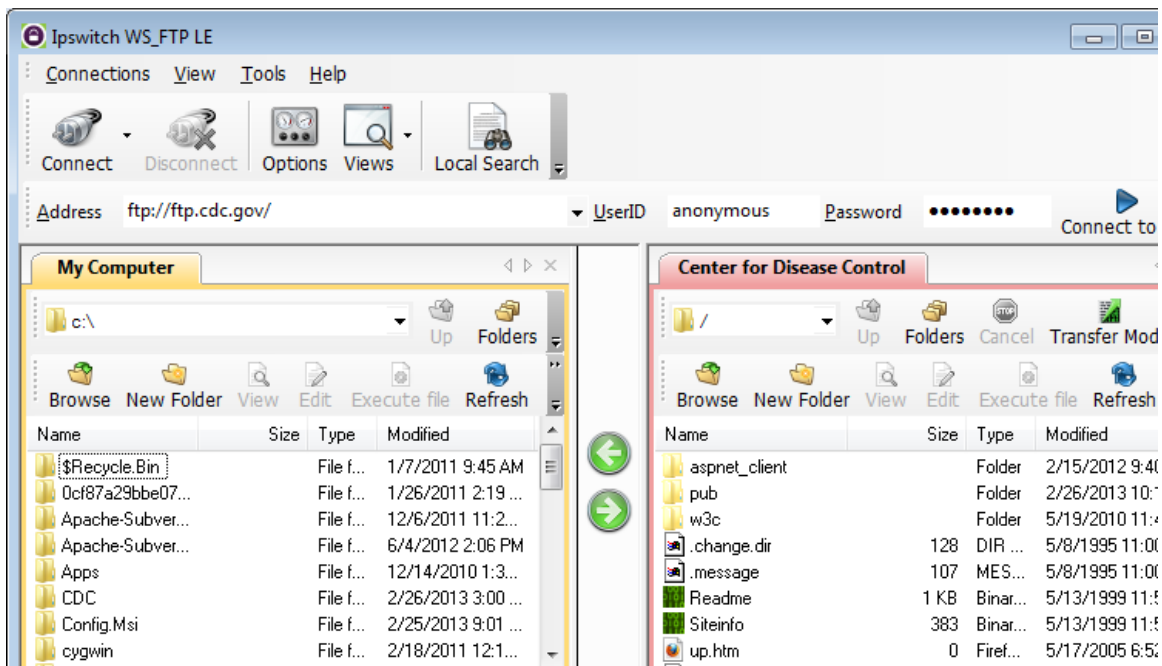 Ipswitch WS_FTP LE
Connections View Tools Help
Connect Disconnect Options Views Local Search
Address ftp://ftp.cdc.gov/ UserID anonymous Password ●●●●●●●● Connect to
My Computer Center for Disease Control
c:\ Up Folders / Up Folders STOP Cancel Transfer Mod
Browse New Folder View Edit Execute file Refresh Browse New Folder View Edit Execute file Refresh
Name Size Type Modified Name Size Type Modified
$Recycle.Bin File f... 1/7/2011 9:45 AM aspnet_client Folder 2/15/2012 9:40
0cf87a29bbe07... File f... 1/26/2011 2:19 ... pub Folder 2/26/2013 10:1
Apache-Subver... File f... 12/6/2011 11:2... w3c Folder 5/19/2010 11:4
Apache-Subver... File f... 6/4/2012 2:06 PM .change.dir 128 DIR ... 5/8/1995 11:00
Apps File f... 12/14/2010 1:3... .message 107 MES... 5/8/1995 11:00
CDC File f... 2/26/2013 3:00 ... Readme 1 KB Binar... 5/13/1999 11:5
Config.Msi File f... 2/25/2013 9:01 ... Siteinfo 383 Binar... 5/13/1999 11:5
cygwin File f... 2/18/2011 12:1... up.htm 0 Firef... 5/17/2005 6:52